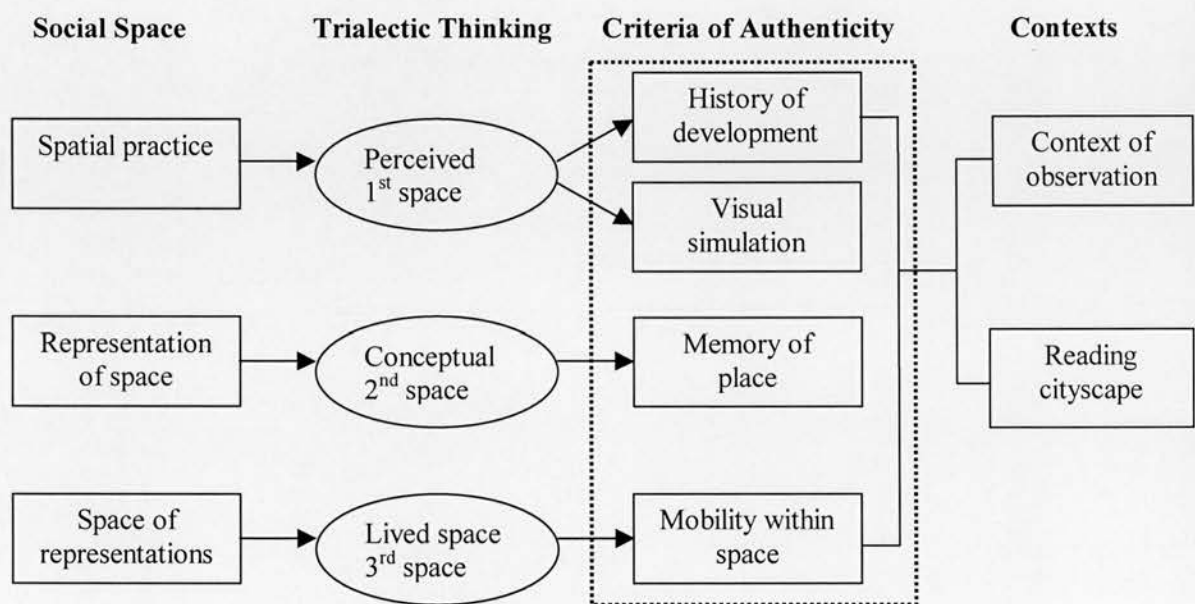 Social Space
Trialectic Thinking
Criteria of Authenticity
Contexts
Spatial practice
Perceived
1st space
History of
development
Visual
simulation
Context of
observation
Representation
of space
Conceptual
2nd space
Memory of
place
Reading
cityscape
Space of
representations
Lived space
3rd space
Mobility within
space